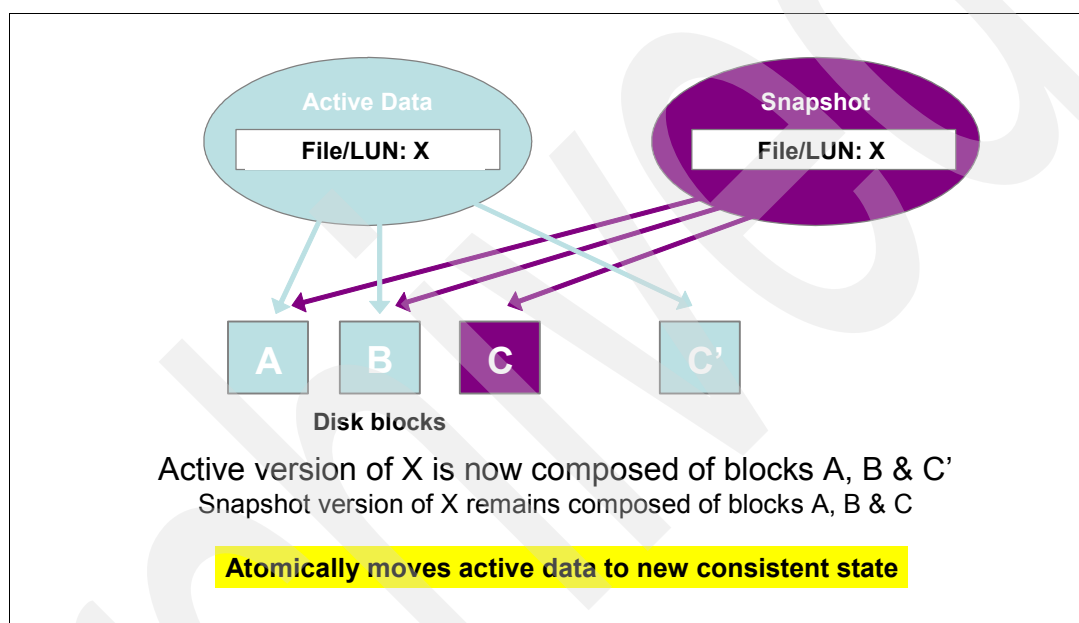 Active Data
Snapshot
File/LUN: X
File/LUN: X
A
B
C
C’
Disk blocks
Active version of X is now composed of blocks A, B & C’
Snapshot version of X remains composed of blocks A, B & C
Atomically moves active data to new consistent state